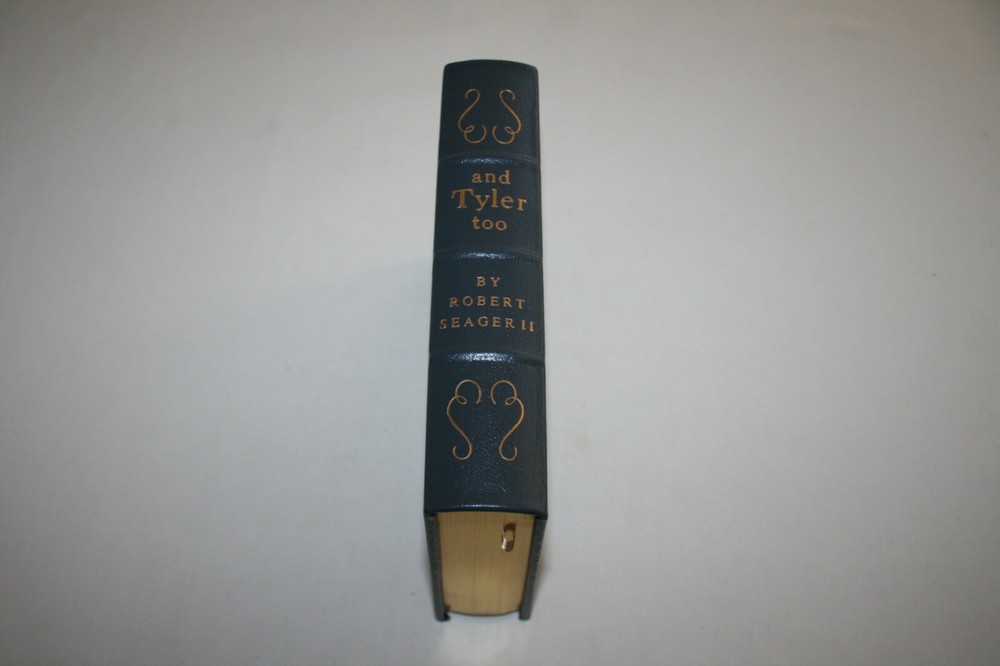 and
Tyler
too
BY
ROBERT
SEAGER II